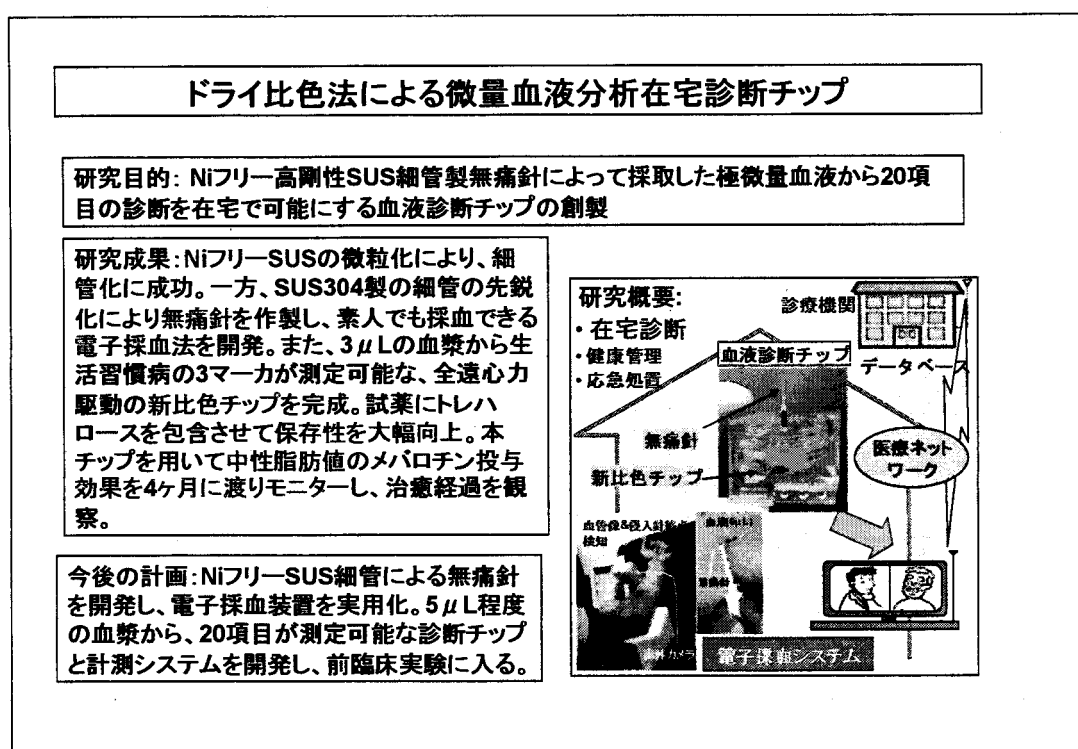 ドライ比色法による微量血液分析在宅診断チップ
研究目的: Niフリー高剛性SUS細管製無痛針によって採取した極微量血液から20項
目の診断を在宅で可能にする血液診断チップの創製
研究成果:NiフリーSUSの微粒化により、細
管化に成功。一方、SUS304製の細管の先鋭
化により無痛針を作製し、素人でも採血できる
電子採血法を開発。また、3μLの血漿から生
活習慣病の3マーカが測定可能な、全遠心力
駆動の新比色チップを完成。試薬にトレハ
ロースを包含させて保存性を大幅向上。本
チップを用いて中性脂肪値のメバロチン投与
効果を4ヶ月に渡りモニターし、治癒経過を観
察。
今後の計画:NiフリーSUS細管による無痛針
を開発し、電子採血装置を実用化。5μL程度
の血漿から、20項目が測定可能な診断チップ
と計測システムを開発し、前臨床実験に入る。
研究概要:
・在宅診断
・健康管理
・応急処置
診療機関
データベース
血液診断チップ
無痛針
新比色チップ
医療ネット
ワーク
検知
無痛針
カメラ
電子採血システム